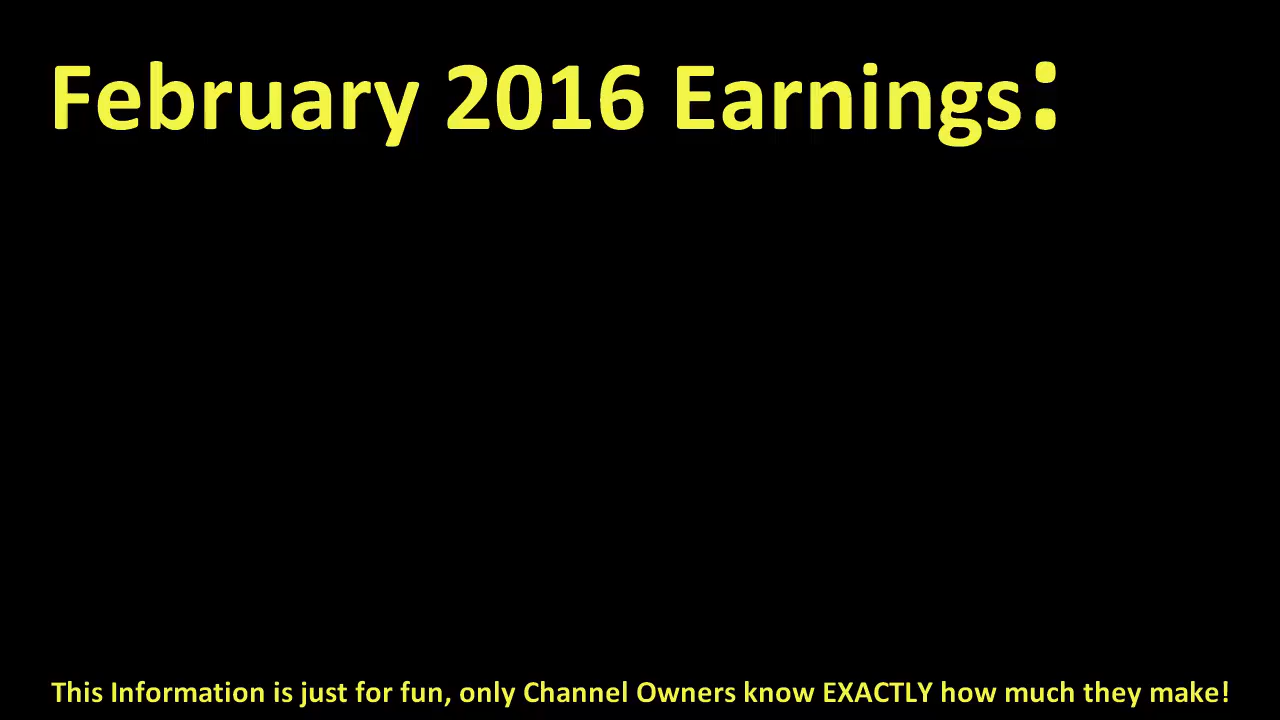 February 2016 Earnings:
This Information is just for fun, only Channel Owners know EXACTLY how much they make!